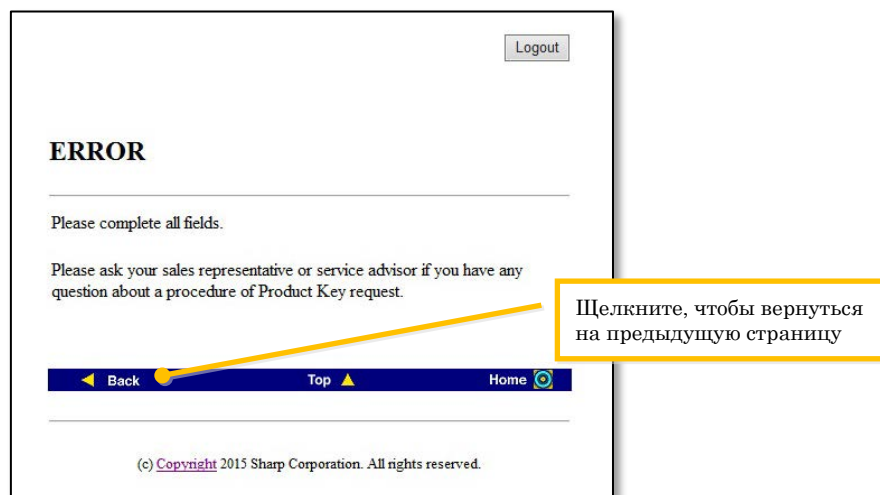 Logout
ERROR
Please complete all fields.
Please ask your sales representative or service advisor if you have any
question about a procedure of Product Key request.
Щелкните, чтобы вернуться
на предыдущую страницу
Back Top Home
(c) Copyright 2015 Sharp Corporation. All rights reserved.